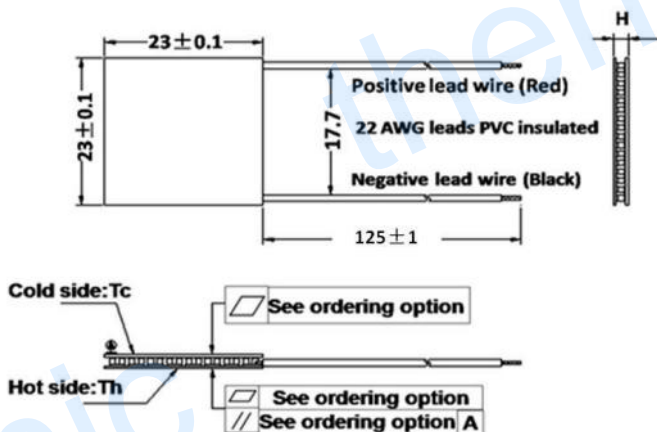 23±0.1
H
23±0.1
Positive lead wire (Red)
17.7
22 AWG leads PVC insulated
Negative lead wire (Black)
125±1
Cold side:Tc
See ordering option
Hot side:Th
See ordering option
// See ordering option A